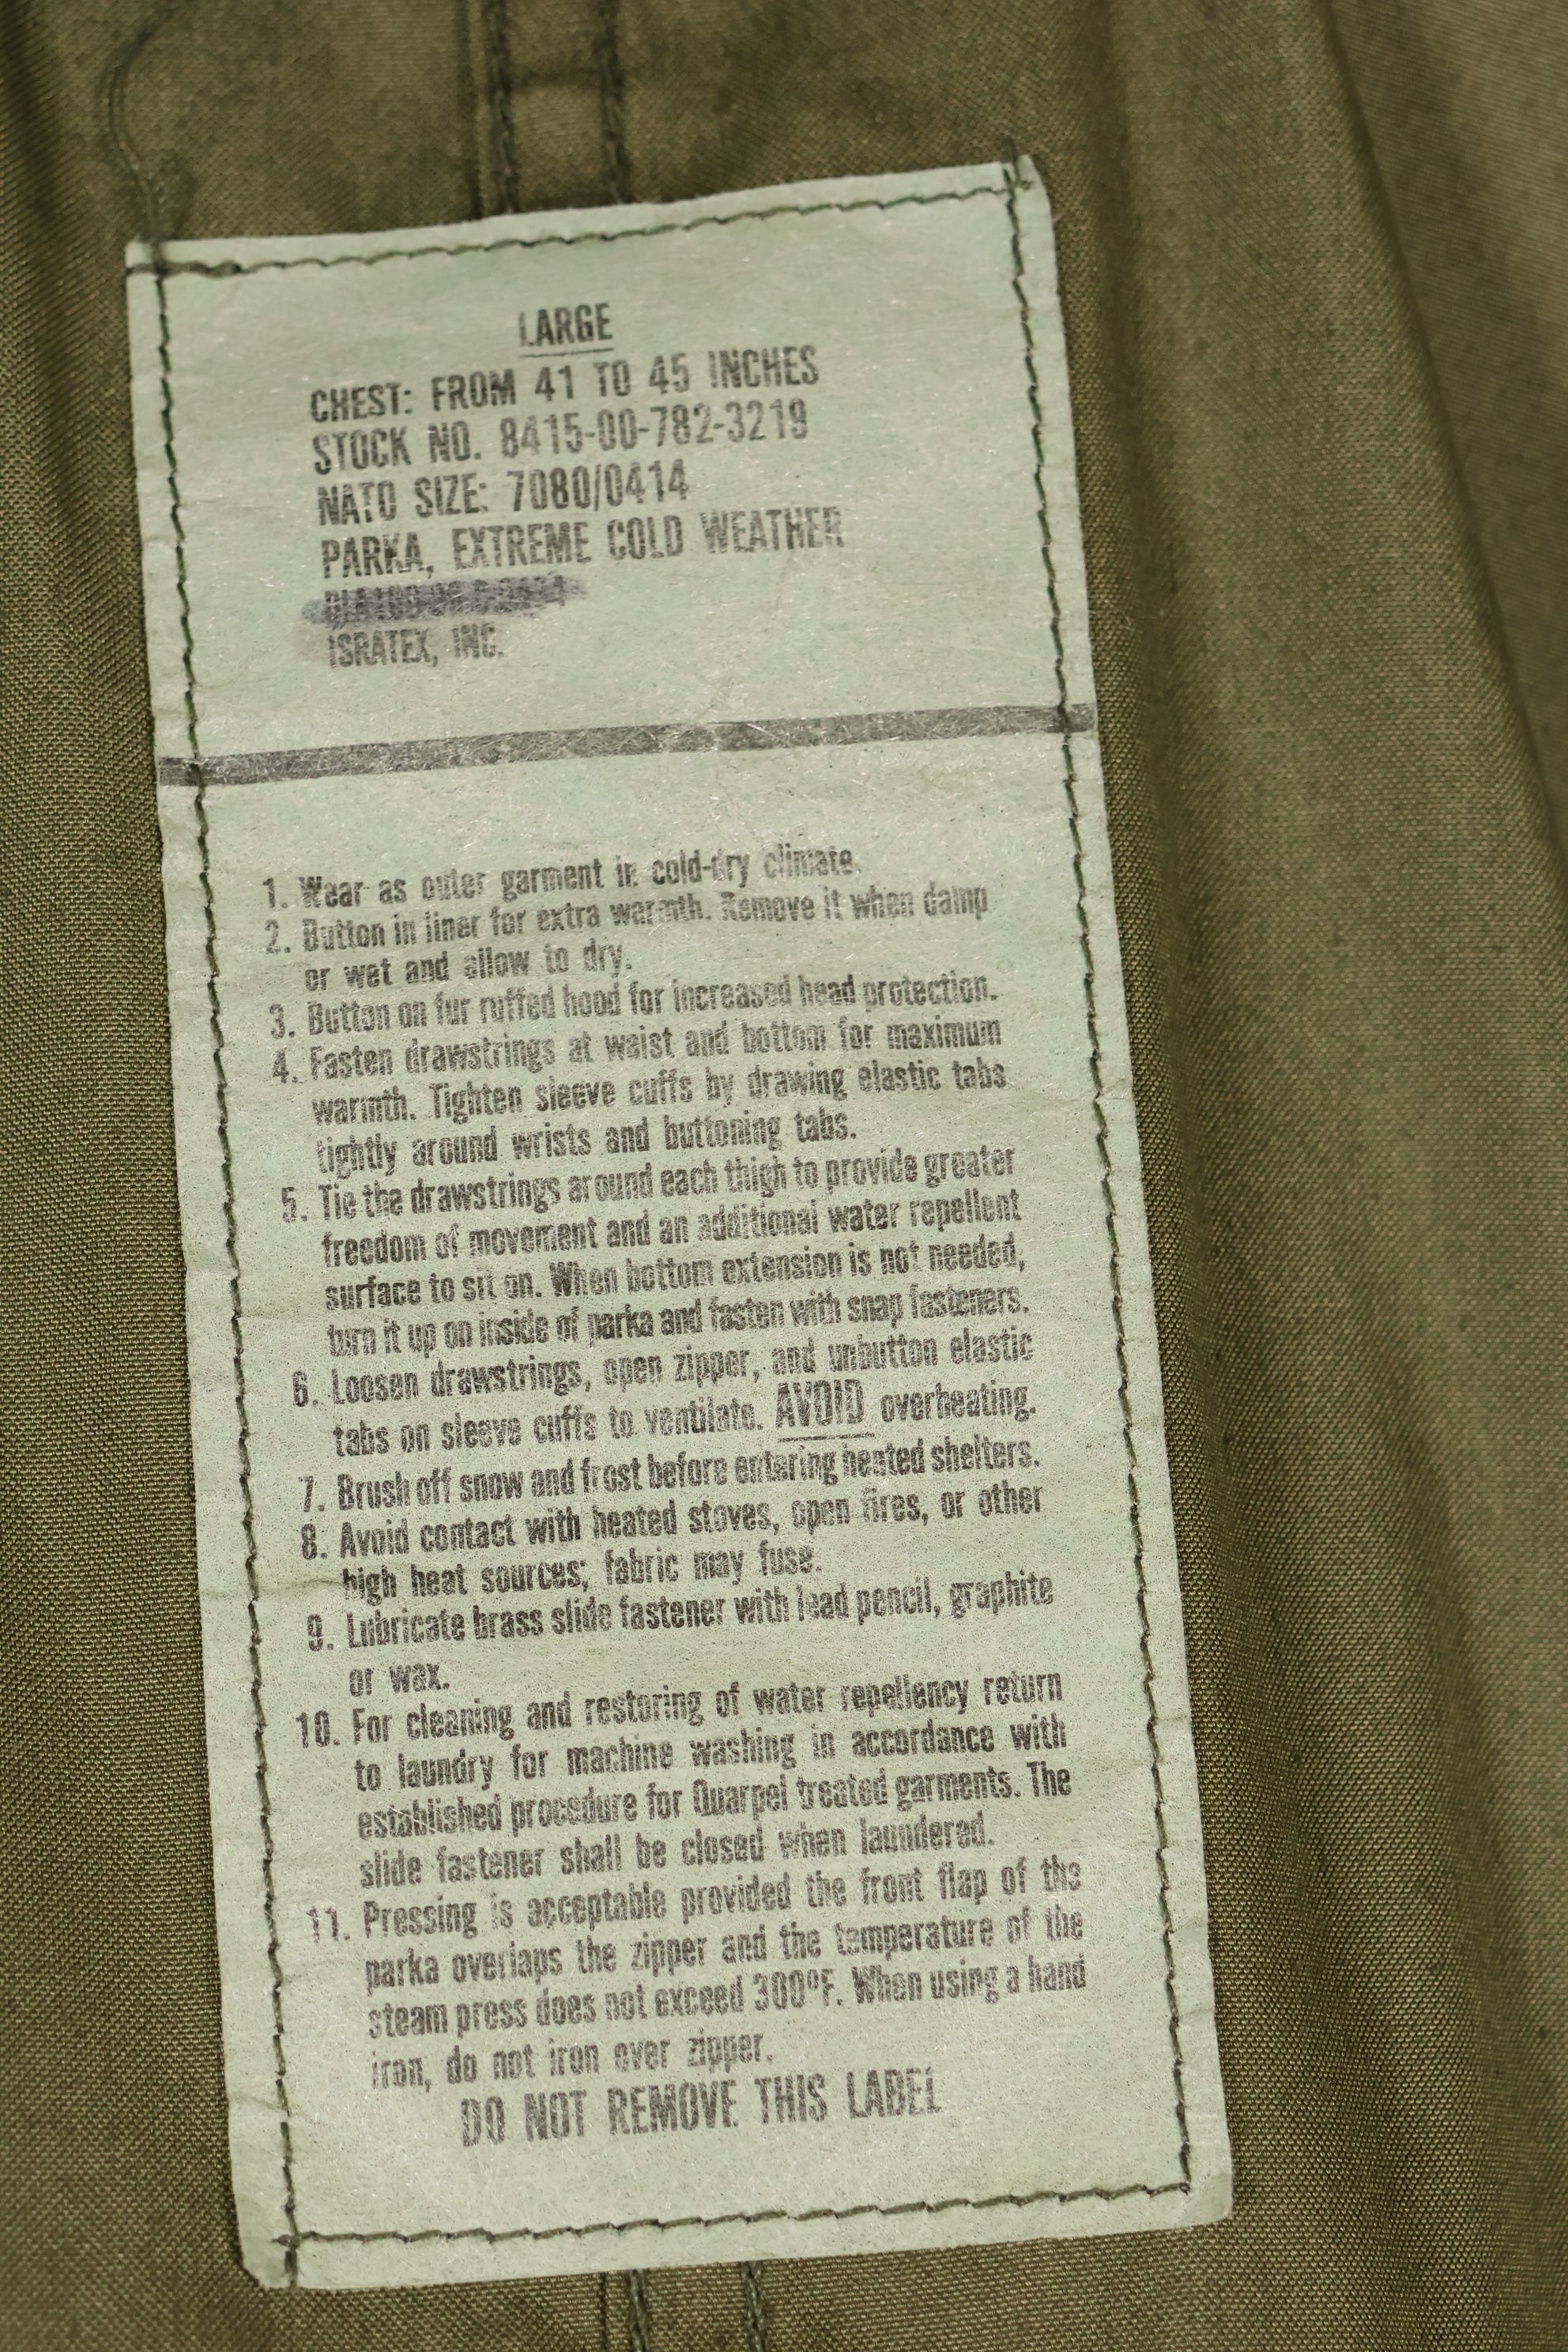 LARGE
CHEST: FROM 41 TO 45 INCHES
STOCK NO. 8415-00-782-3219
NATO SIZE: 7080/0414
PARKA, EXTREME COLD WEATHER
ISRATEX, INC.
1. Wear as outer garment in cold-dry climate.
2. Button in liner for extra warmth. Remove it when damp
or wet and allow to dry.
3. Button on fur ruffed hood for increased head protection.
4. Fasten drawstrings at waist and bottom for maximum
warmth. Tighten sleeve cuffs by drawing elastic tabs
tightly around wrists and buttoning tabs.
5. Tie the drawstrings around each thigh to provide greater
freedom of movement and an additional water repellent
surface to sit on. When bottom extension is not needed,
turn it up on inside of parka and fasten with snap fasteners.
6. Loosen drawstrings, open zipper, and unbutton elastic
tabs on sleeve cuffs to ventilate. AVOID overheating.
7. Brush off snow and frost before entering heated shelters.
8. Avoid contact with heated stoves, open fires, or other
high heat sources; fabric may fuse.
9. Lubricate brass slide fastener with lead pencil, graphite
or wax.
10. For cleaning and restoring of water repellency return
to laundry for machine washing in accordance with
established procedure for Quarpel treated garments. The
slide fastener shall be closed when laundered.
11. Pressing is acceptable provided the front flap of the
parka overlaps the zipper and the temperature of the
steam press does not exceed 300°F. When using a hand
iron, do not iron over zipper.
DO NOT REMOVE THIS LABEL